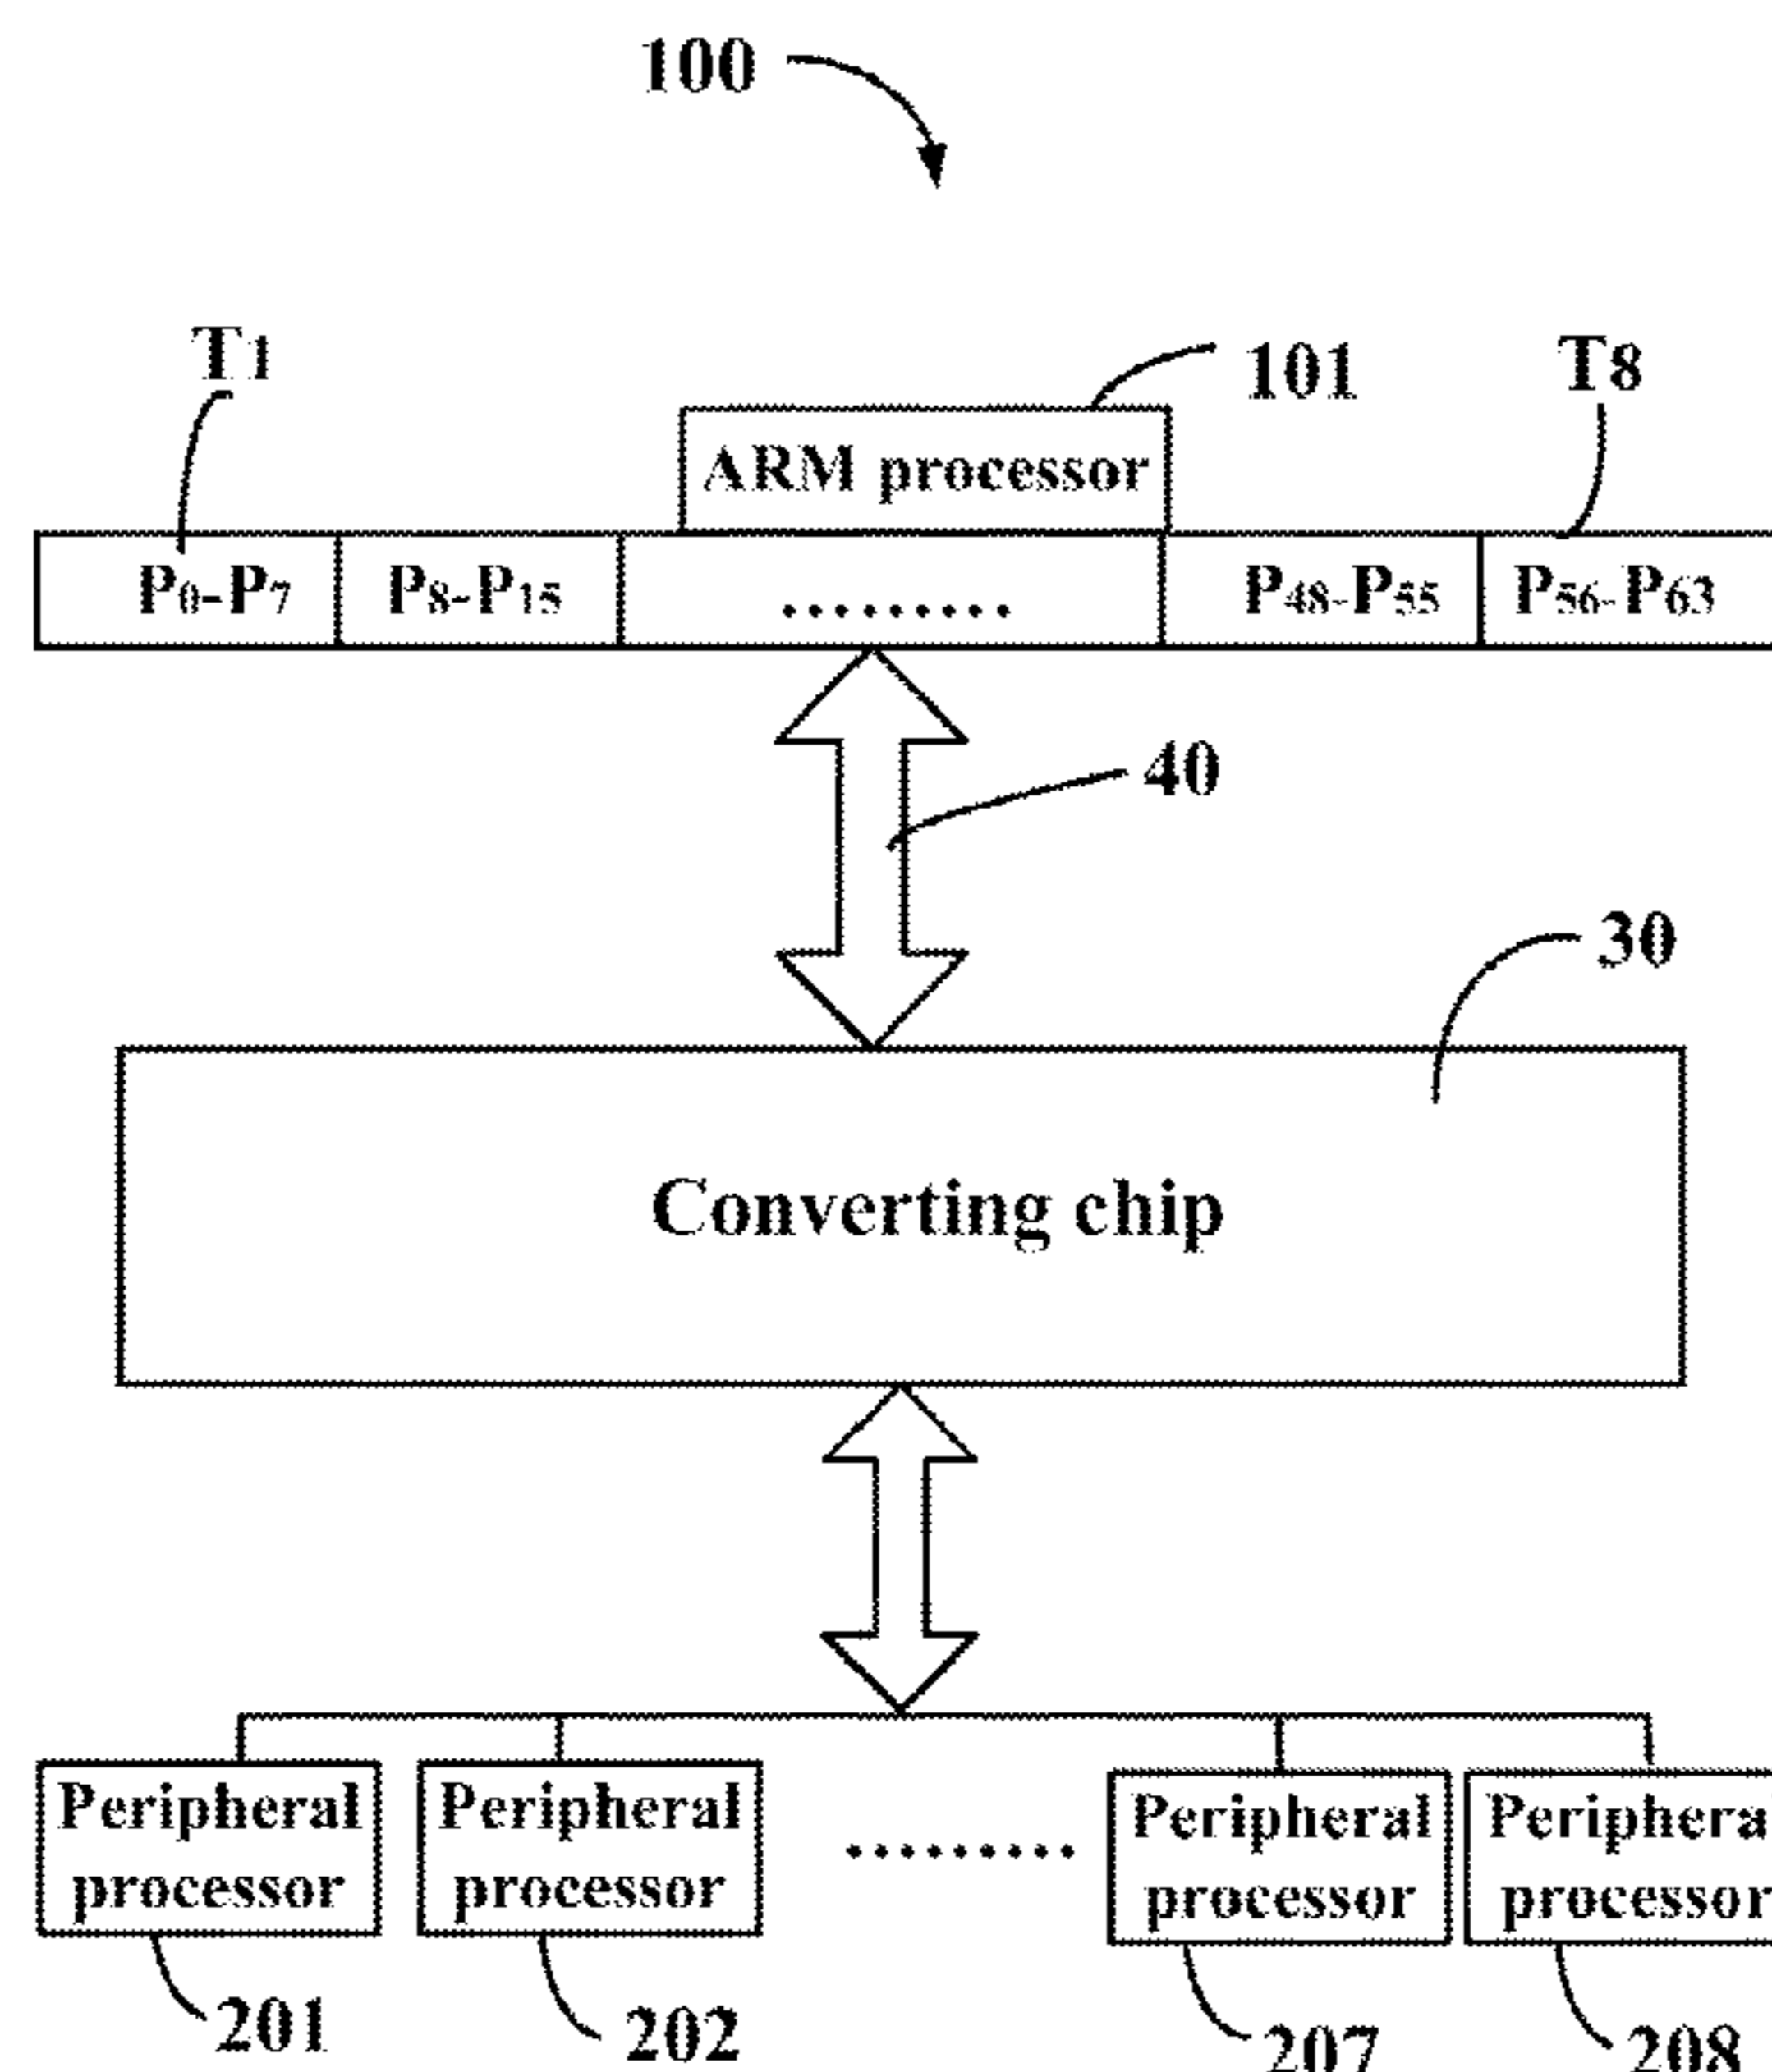 100
T1
101
T8
ARM processor
P0-P7 P8-P15 ......... P48-P55 P56-P63
40
30
Converting chip
Peripheral Peripheral Peripheral Periphera
processor processor ......... processor processor
201 202 207 208